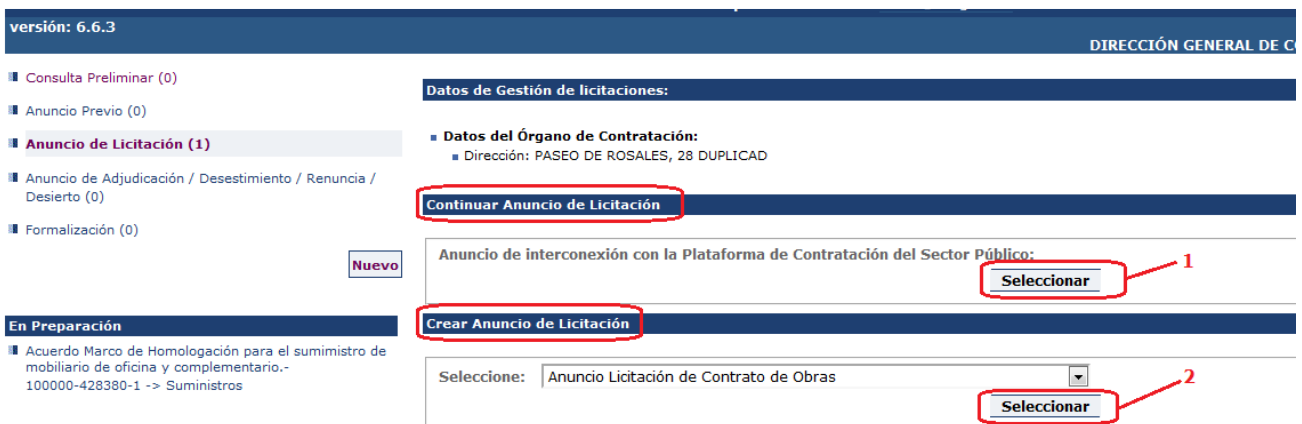 versión: 6.6.3
DIRECCIÓN GENERAL DE
Consulta Preliminar (0)
Anuncio Previo (0)
Anuncio de Licitación (1)
Anuncio de Adjudicación / Desestimiento / Renuncia /
Desierto (0)
Formalización (0)
Nuevo
En Preparación
Acuerdo Marco de Homologación para el sumimistro de
mobiliario de oficina y complementario.-
100000-428380-1 -> Suministros
Datos de Gestión de licitaciones:
Datos del Órgano de Contratación:
Dirección: PASEO DE ROSALES, 28 DUPLICAD
Continuar Anuncio de Licitación
Anuncio de interconexión con la Plataforma de Contratación del Sector Público:
Seleccionar
1
Crear Anuncio de Licitación
Seleccione: Anuncio Licitación de Contrato de Obras
Seleccionar
2